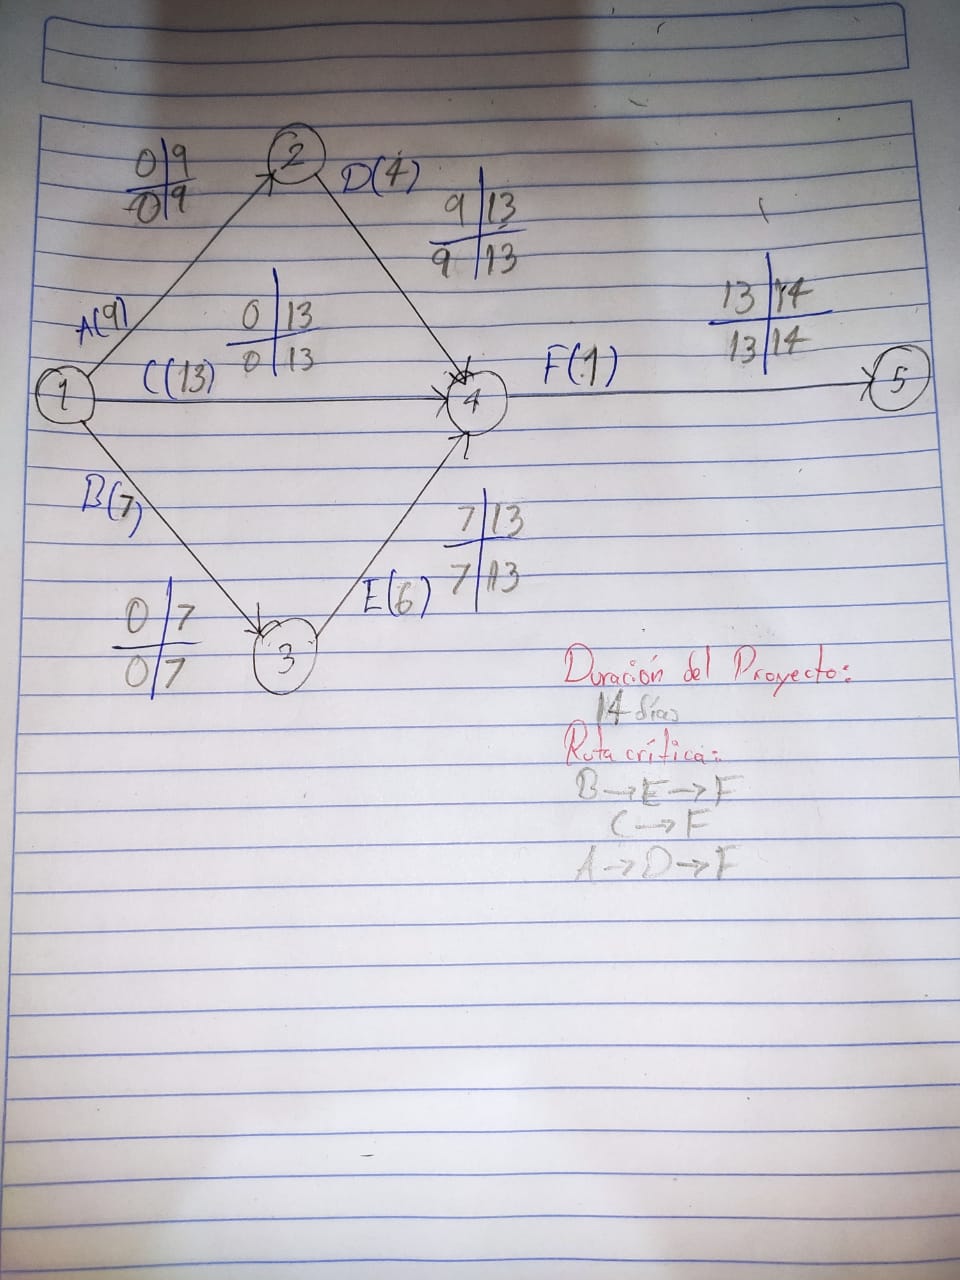 0|9
0|9
2
D(4)
9|13
9|13
A(9)
0|13
0|13
13|14
13|14
1
C(13)
4
F(1)
5
B(7)
7|13
7|13
E(6)
0|7
0|7
3
Duración del Proyecto:
14 días
Ruta crítica:
B→E→F
C→F
A→D→F